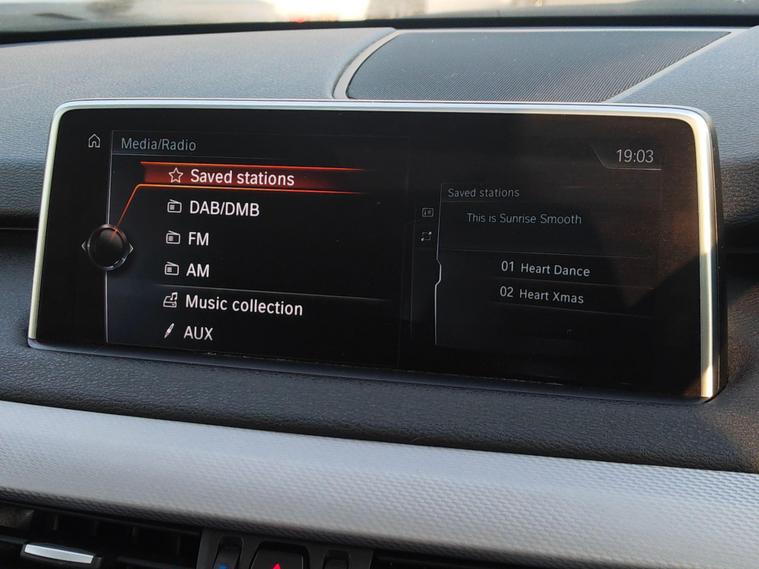 Media/Radio
19:03
Saved stations
DAB/DMB
FM
AM
Music collection
AUX
Saved stations
This is Sunrise Smooth
01 Heart Dance
02 Heart Xmas